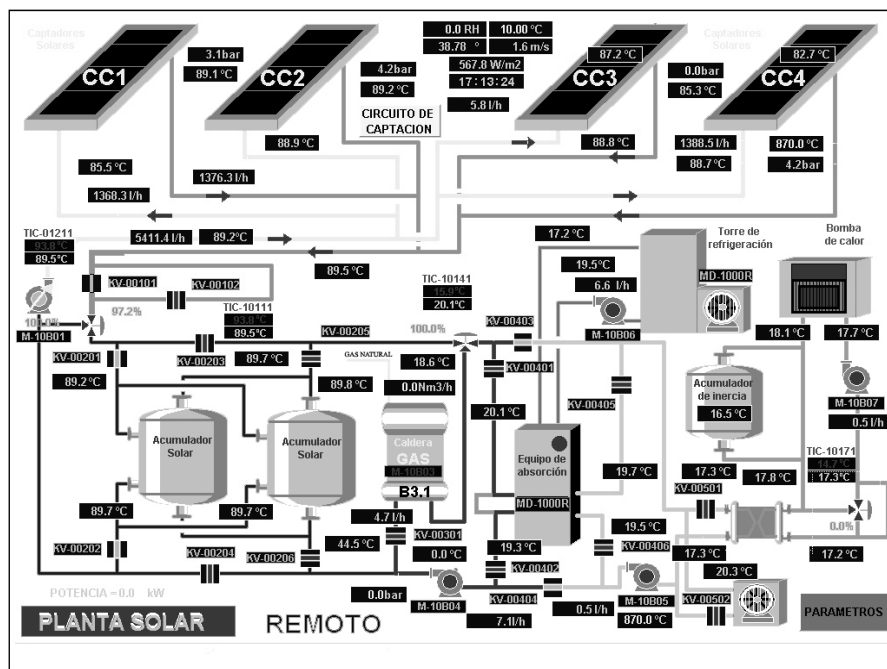 Captadores Solares
CC1
3.1bar
89.1 °C
CC2
4.2bar
89.2 °C
0.0 RH
10.00 °C
38.78 °
1.6 m/s
567.8 W/m2
17:13:24
5.8 l/h
CIRCUITO DE CAPTACION
87.2 °C
CC3
0.0bar
85.3 °C
Captadores Solares
82.7 °C
CC4
88.9 °C
88.8 °C
1388.5 l/h
870.0 °C
88.7 °C
4.2bar
85.5 °C
1376.3 l/h
1368.3 l/h
TIC-01211
93.8°C
89.5°C
5411.4 l/h
89.2°C
89.5 °C
17.2 °C
Torre de refrigeración
Bomba de calor
KV-00101
KV-00102
97.2%
TIC-10111
93.8°C
89.5°C
TIC-10141
15.9°C
20.1°C
19.5°C
6.6 l/h
MD-1000R
100.0%
M-10B01
KV-00205
100.0%
KV-00403
M-10B06
18.1 °C
17.7°C
KV-00201
KV-00203
89.7 °C
GAS NATURAL
18.6 °C
KV-00401
89.2 °C
89.8 °C
0.0Nm3/h
KV-00405
Acumulador de inercia
16.5 °C
M-10B07
0.5 l/h
Acumulador Solar
Acumulador Solar
Caldera
GAS
M-10B03
B3.1
20.1 °C
Equipo de absorción
MD-1000R
19.7 °C
17.3 °C
17.8 °C
TIC-10171
14.7°C
17.3°C
KV-00501
89.7 °C
89.7 °C
4.7 l/h
KV-00301
19.5 °C
0.0%
KV-00202
KV-00204
KV-00206
44.5 °C
0.0 °C
19.3 °C
KV-00402
KV-00406
17.3 °C
17.2 °C
20.3 °C
POTENCIA = 0.0 kW
0.0bar
M-10B04
KV-00404
0.5 l/h
M-10B05
KV-00502
7.1l/h
870.0 °C
PLANTA SOLAR
REMOTO
PARAMETROS